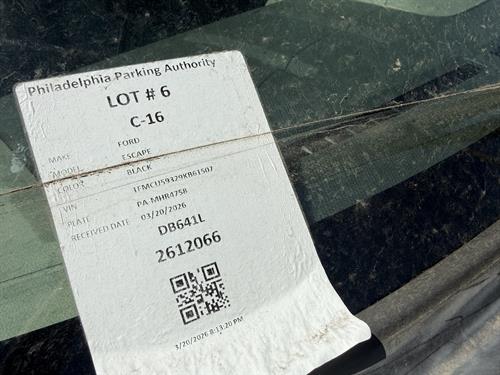 Philadelphia Parking Authority
LOT # 6
C-16
MAKE FORD
MODEL ESCAPE
COLOR BLACK
VIN 1FMCU59329KB61507
PLATE PA-MHR4758
RECEIVED DATE 03/20/2026
DB641L
2612066
3/20/2026 8:13:20 PM